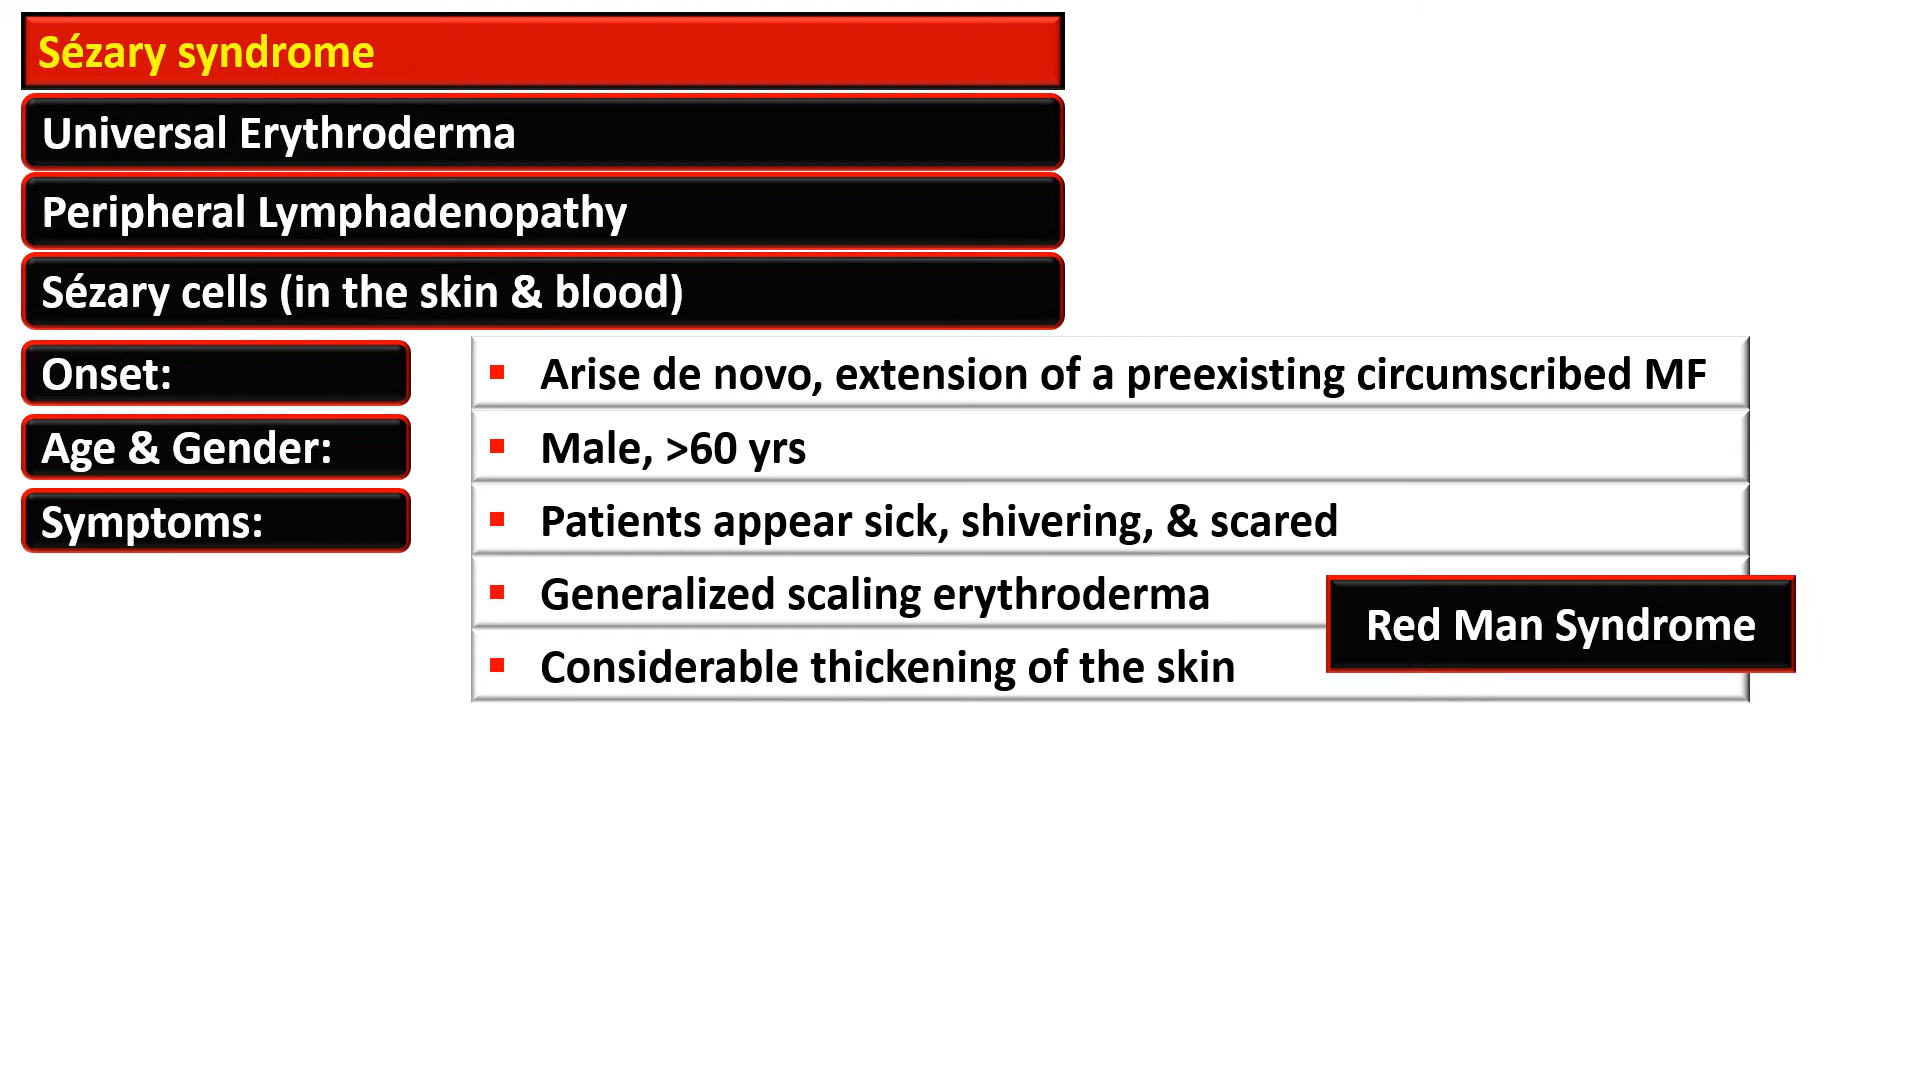 Sézary syndrome
Universal Erythroderma
Peripheral Lymphadenopathy
Sézary cells (in the skin & blood)
Onset:
▪ Arise de novo, extension of a preexisting circumscribed MF
Age & Gender:
▪ Male, >60 yrs
Symptoms:
▪ Patients appear sick, shivering, & scared
▪ Generalized scaling erythroderma
▪ Considerable thickening of the skin
Red Man Syndrome